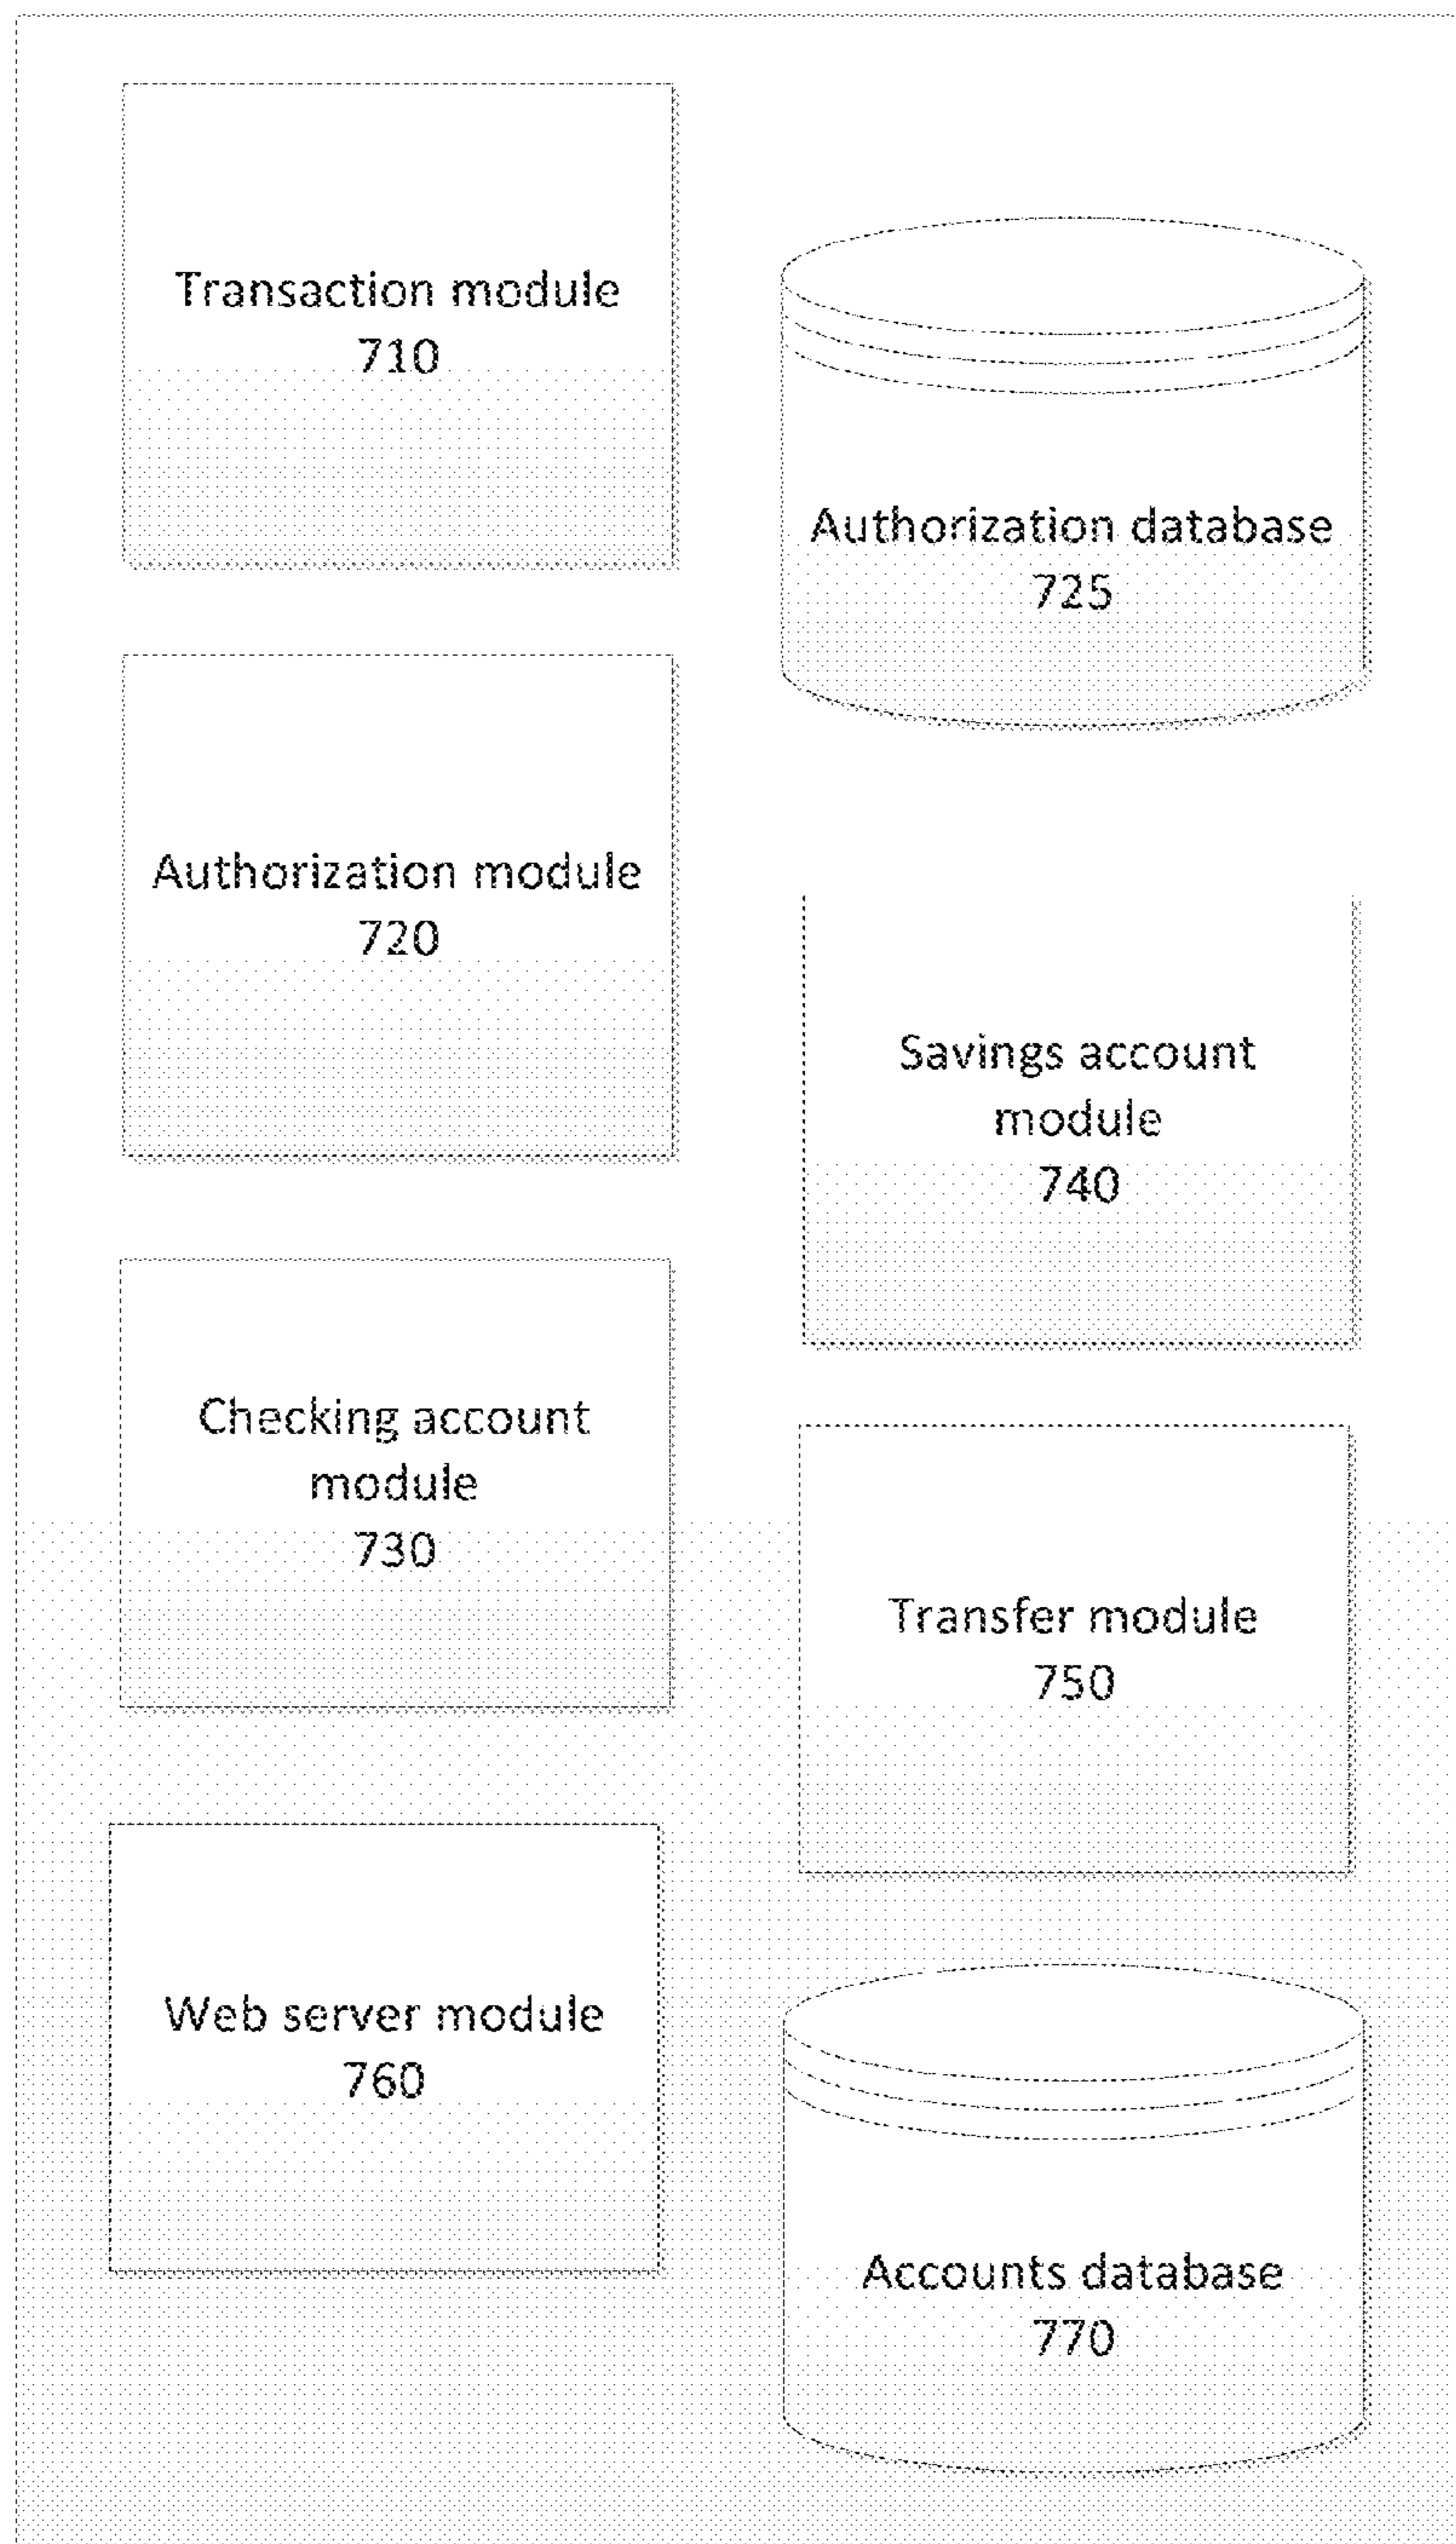 Transaction module
710
Authorization database
725
Authorization module
720
Savings account
module
740
Checking account
module
730
Transfer module
750
Web server module
760
Accounts database
770